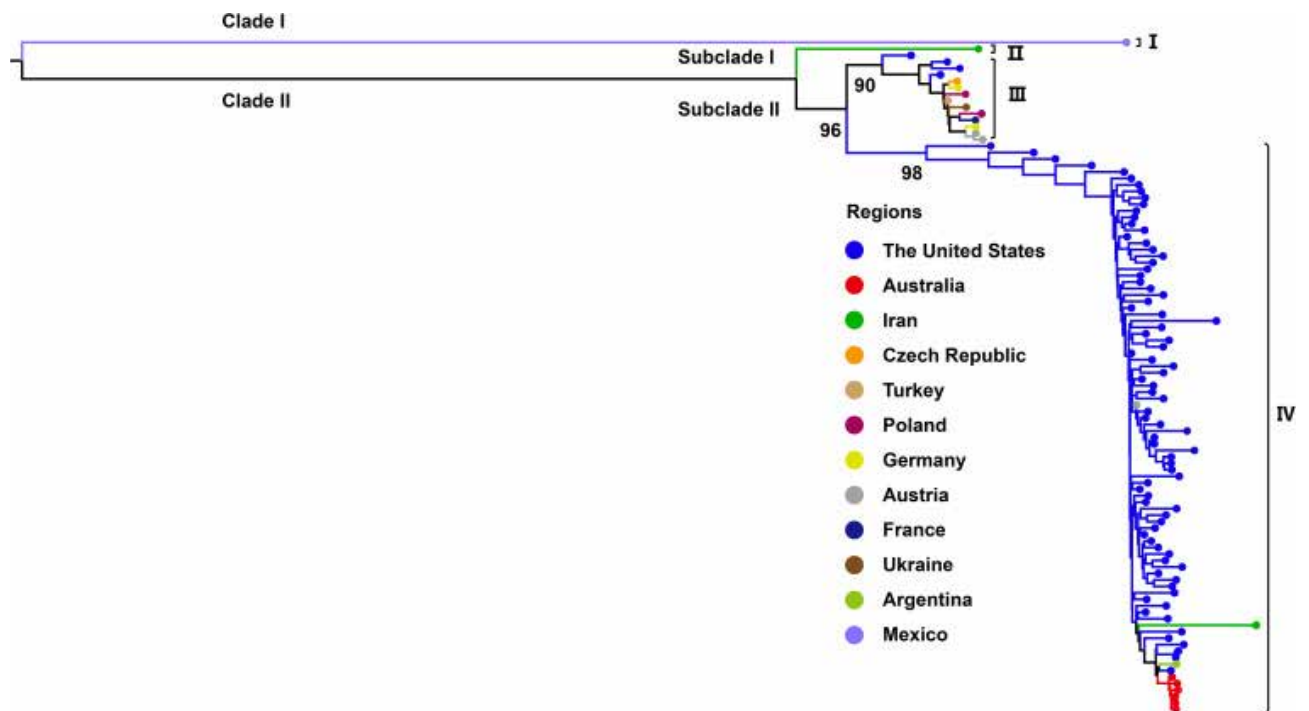 Clade I
I
Subclade I
II
90
III
Clade II
Subclade II
96
98
Regions
The United States
Australia
Iran
Czech Republic
Turkey
Poland
IV
Germany
Austria
France
Ukraine
Argentina
Mexico